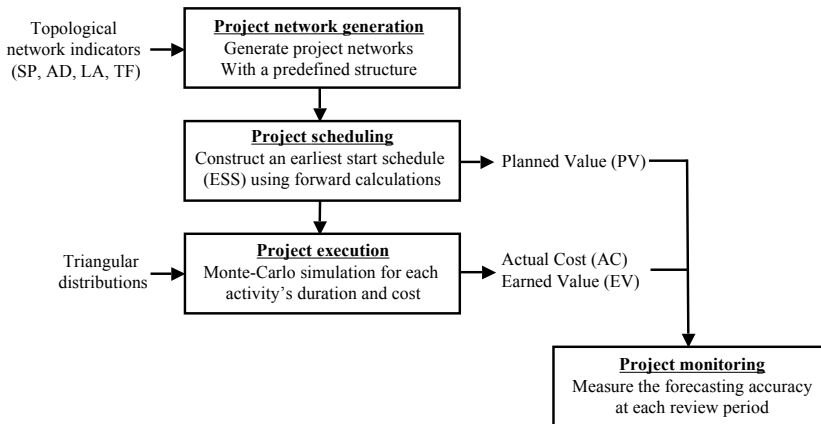 Topological
network indicators
(SP, AD, LA, TF)
Project network generation
Generate project networks
With a predefined structure
Project scheduling
Construct an earliest start schedule
(ESS) using forward calculations
Planned Value (PV)
Triangular
distributions
Project execution
Monte-Carlo simulation for each
activity’s duration and cost
Actual Cost (AC)
Earned Value (EV)
Project monitoring
Measure the forecasting accuracy
at each review period